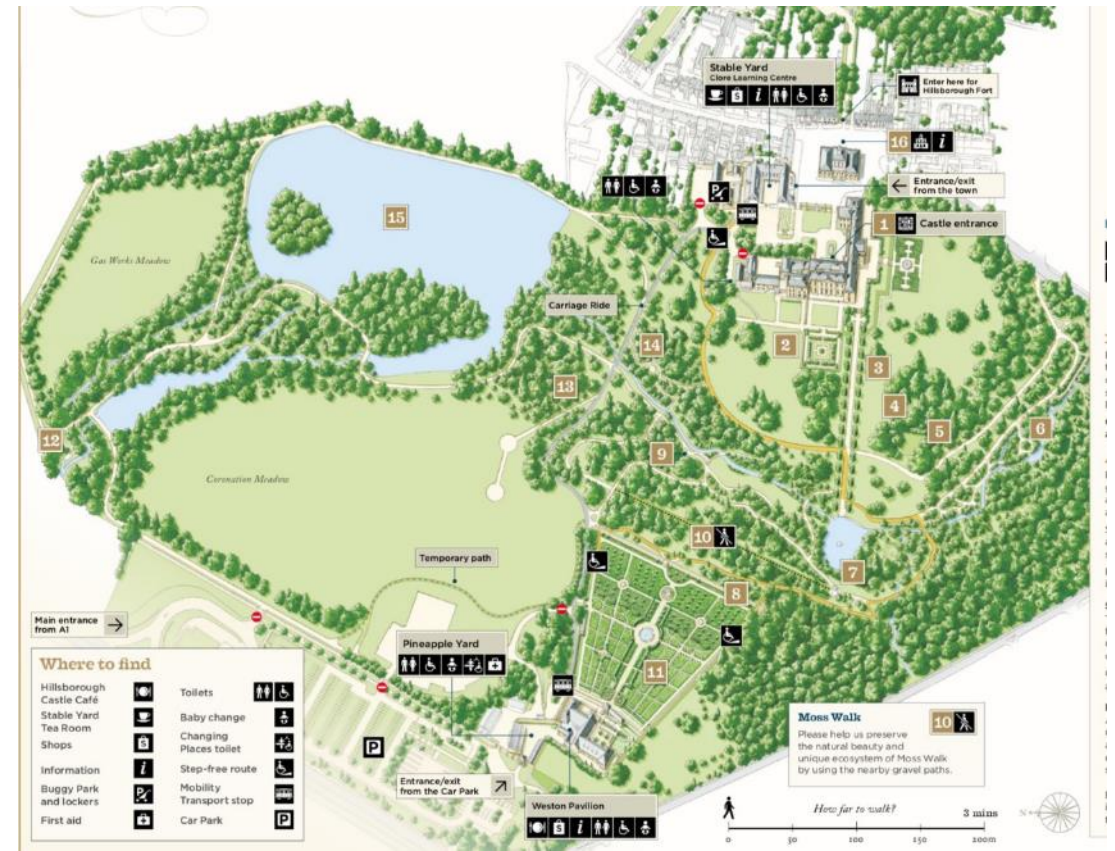 Stable Yard
Clore Learning Centre
S i
Enter here for
Hillsborough Fort
16 i
Entrance/exit
from the town
P
1 Castle entrance
15
Gas Works Meadow
Carriage Ride
14
2
3
13
4
5
6
12
9
Coronation Meadow
10
7
Temporary path
8
Main entrance
from A1
Pineapple Yard
11
Where to find
Hillsborough
Castle Café
Toilets
Stable Yard
Tea Room
Baby change
Shops S
Changing
Places toilet
Information i
Step-free route
Buggy Park
and lockers P
Mobility
Transport stop
First aid
Car Park P
P
Entrance/exit
from the Car Park
Weston Pavilion
S i
Moss Walk 10
Please help us preserve
the natural beauty and
unique ecosystem of Moss Walk
by using the nearby gravel paths.
How far to walk? 3 mins
0 50 100 150 200m
N